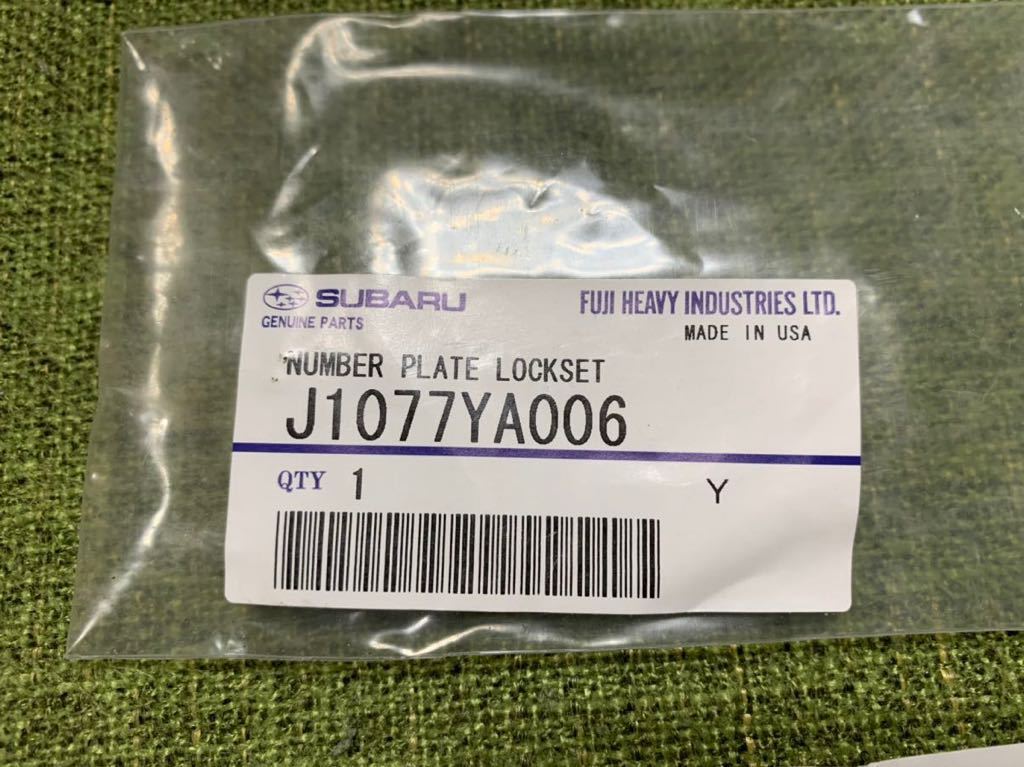 SUBARU FUJI HEAVY INDUSTRIES LTD.
GENUINE PARTS MADE IN USA
NUMBER PLATE LOCKSET
J1077YA006
QTY 1 Y